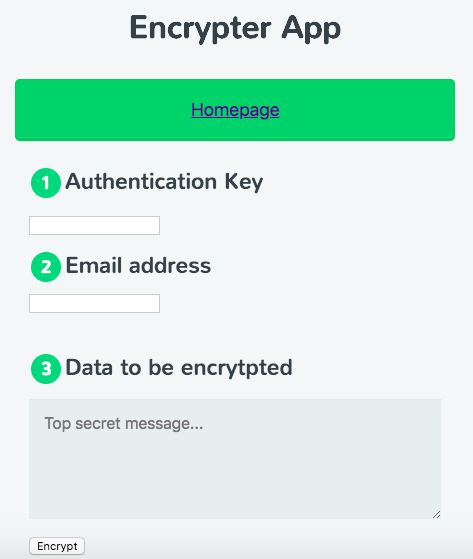 Encrypter App
Homepage
1 Authentication Key
2 Email address
3 Data to be encrytpted
Top secret message...
Encrypt